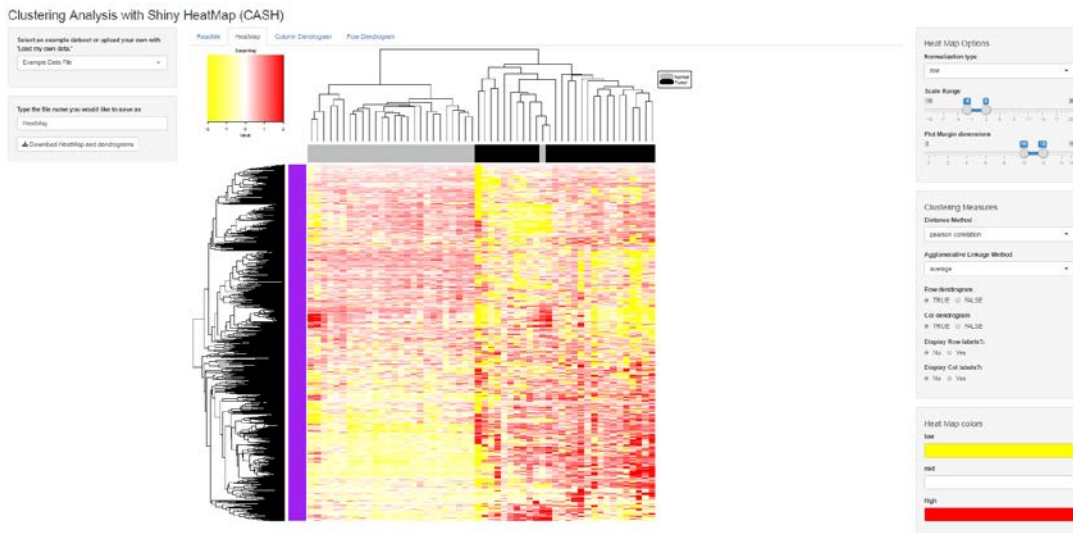 Clustering Analysis with Shiny HeatMap (CASH)
Select an example dataset or upload your own with
'Load my own data.'
Example Data File
Type the file name you would like to save as
HeatMap
Download HeatMap and dendrograms
ReadMe HeatMap Column Dendrogram Row Dendrogram
Normal
Tumor
Heat Map Options
Normalization type
row
Scale Range
Plot Margin dimensions
Clustering Measures
Distance Method
pearson correlation
Agglomerative Linkage Method
average
Row dendrogram
TRUE FALSE
Col dendrogram
TRUE FALSE
Display Row labels?:
No Yes
Display Col labels?:
No Yes
Heat Map colors
low
mid
High